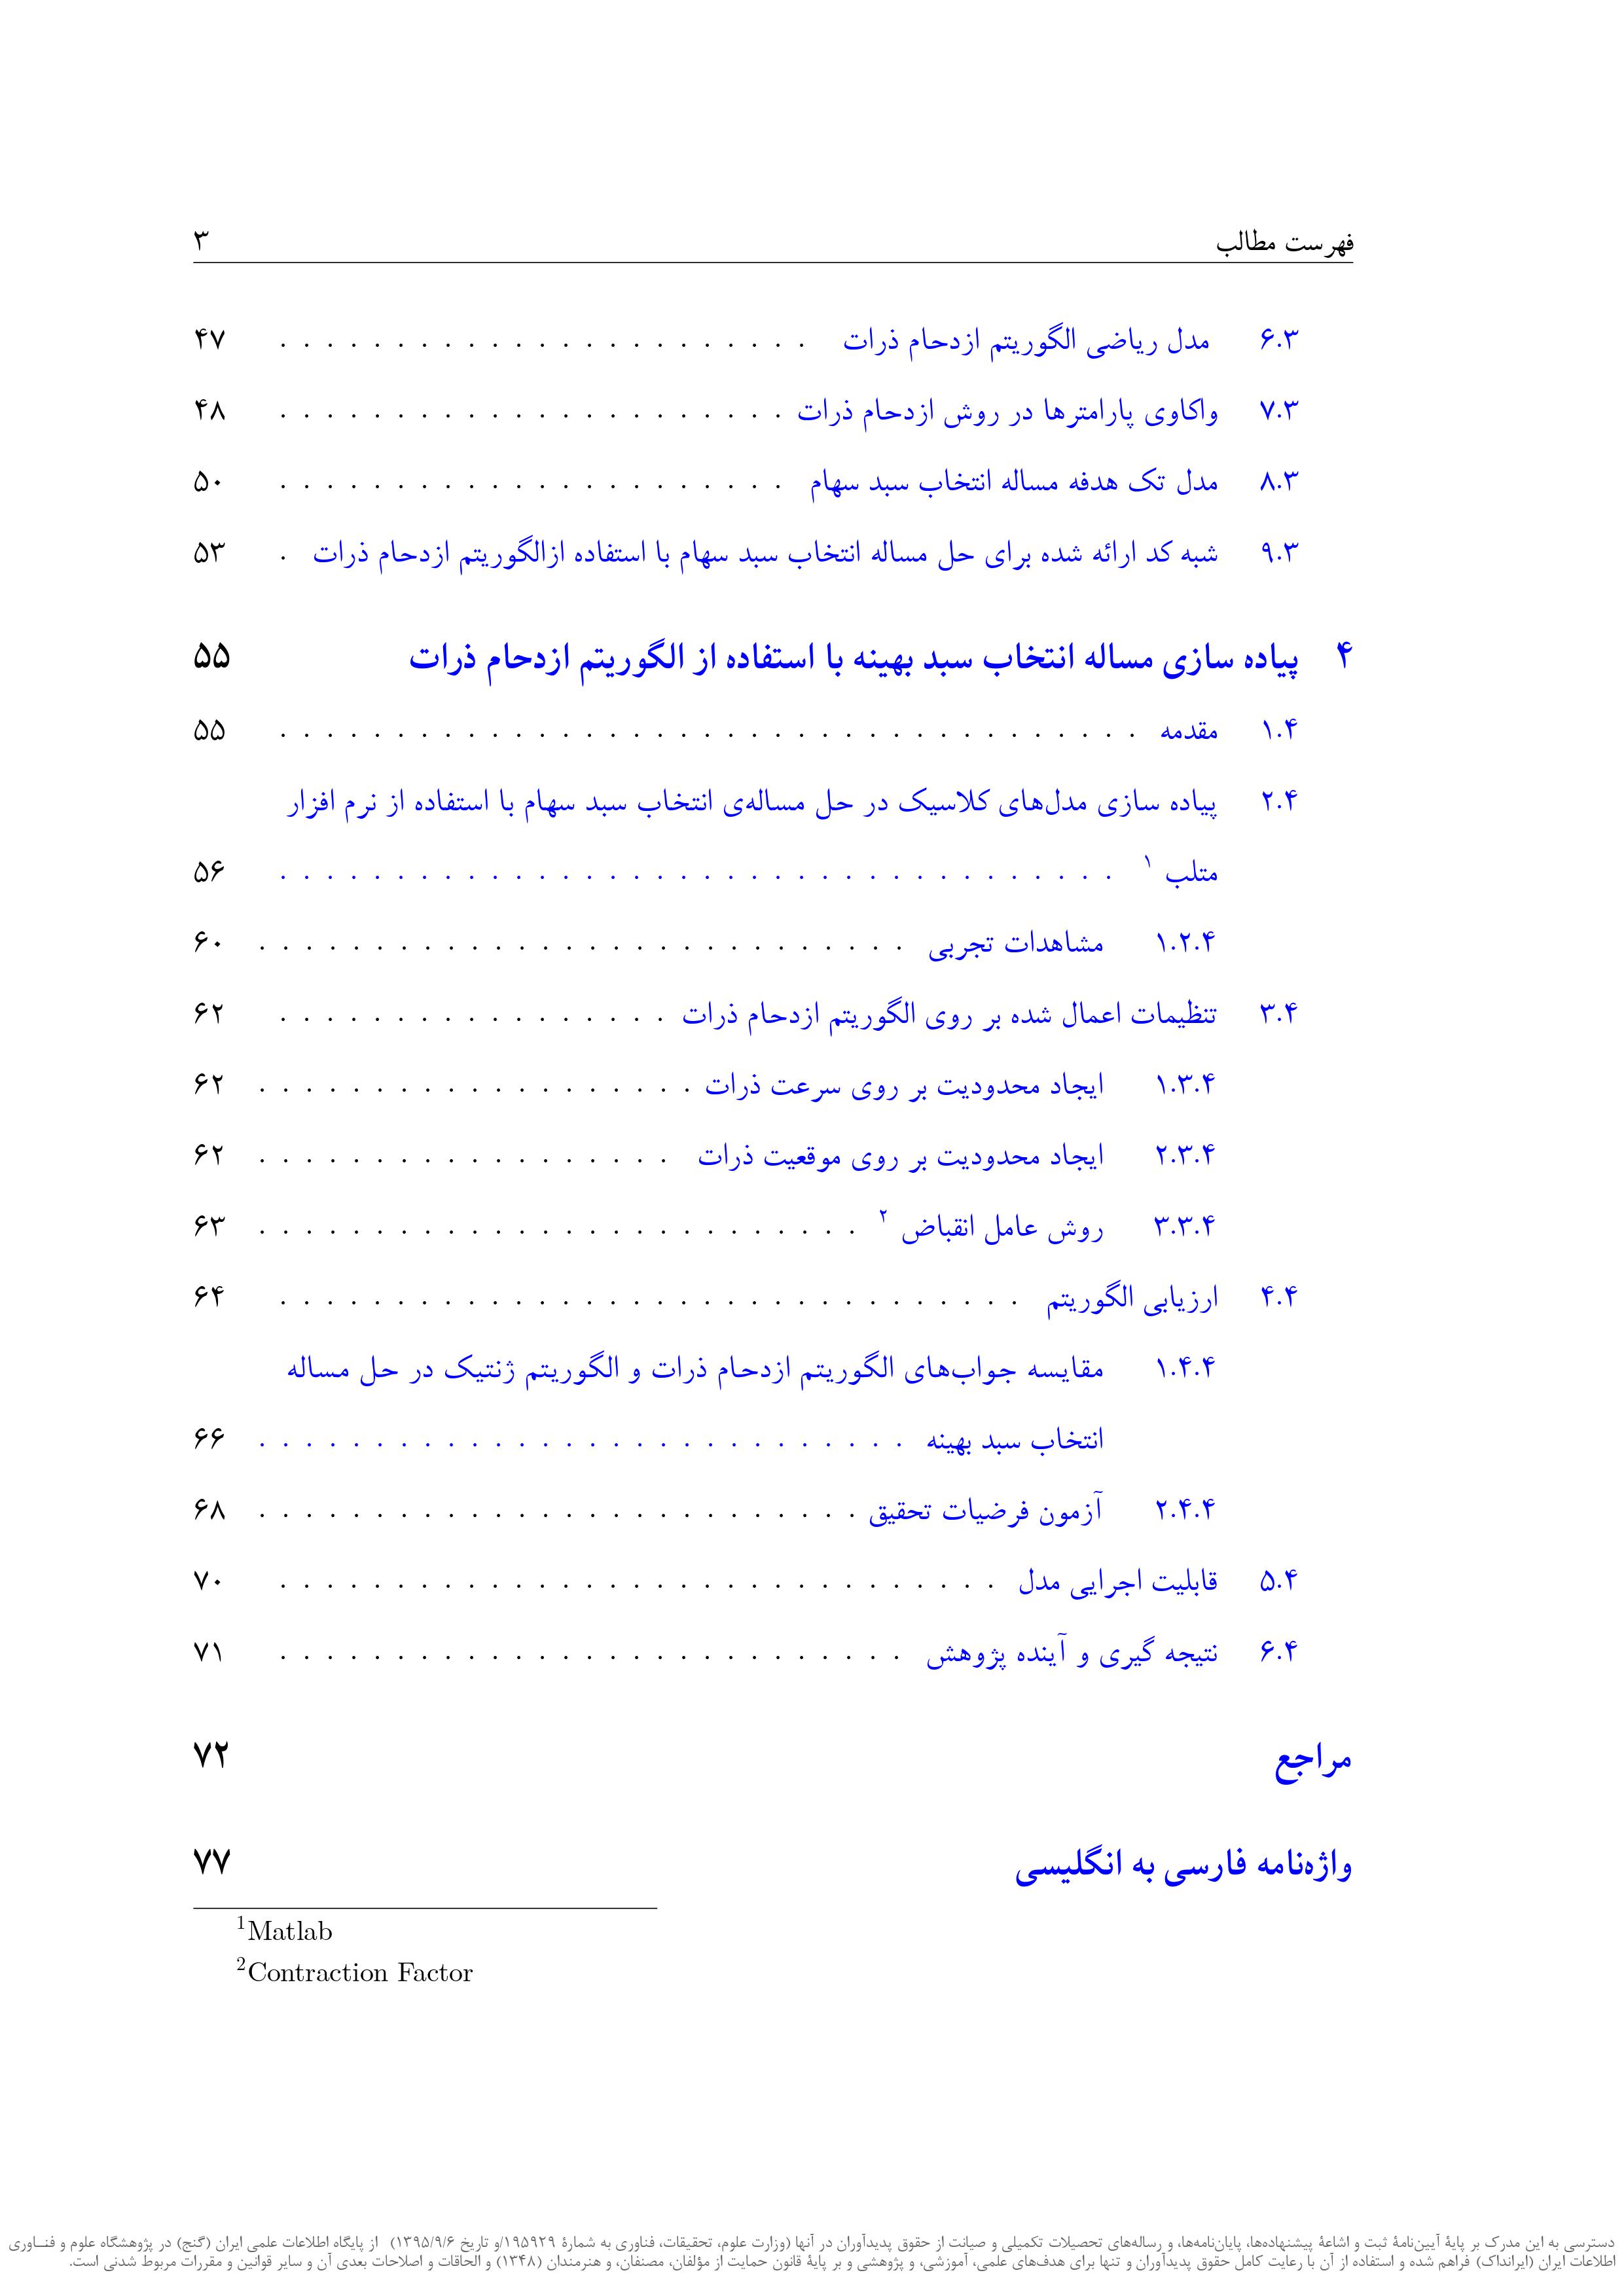 فهرست مطالب ۳
۶.۳ مدل ریاضی الگوریتم ازدحام ذرات . . . . . . . . . . . . . . . . . . . . . . . ۴۷
۷.۳ واکاوی پارامترها در روش ازدحام ذرات . . . . . . . . . . . . . . . . . . . . . . ۴۸
۸.۳ مدل تک هدفه مساله انتخاب سبد سهام . . . . . . . . . . . . . . . . . . . . . . ۵۰
۹.۳ شبه کد ارائه شده برای حل مساله انتخاب سبد سهام با استفاده ازالگوریتم ازدحام ذرات . ۵۳
۴ پیاده سازی مساله انتخاب سبد بهینه با استفاده از الگوریتم ازدحام ذرات ۵۵
۱.۴ مقدمه . . . . . . . . . . . . . . . . . . . . . . . . . . . . . . . . . . . . . ۵۵
۲.۴ پیاده سازی مدل‌های کلاسیک در حل مساله‌ی انتخاب سبد سهام با استفاده از نرم افزار
متلب ۱ . . . . . . . . . . . . . . . . . . . . . . . . . . . . . . . . . . . . ۵۶
۱.۲.۴ مشاهدات تجربی . . . . . . . . . . . . . . . . . . . . . . . . . . . . ۶۰
۳.۴ تنظیمات اعمال شده بر روی الگوریتم ازدحام ذرات . . . . . . . . . . . . . . . . . ۶۲
۱.۳.۴ ایجاد محدودیت بر روی سرعت ذرات . . . . . . . . . . . . . . . . . . . ۶۲
۲.۳.۴ ایجاد محدودیت بر روی موقعیت ذرات . . . . . . . . . . . . . . . . . . ۶۲
۳.۳.۴ روش عامل انقباض ۲ . . . . . . . . . . . . . . . . . . . . . . . . . . ۶۳
۴.۴ ارزیابی الگوریتم . . . . . . . . . . . . . . . . . . . . . . . . . . . . . . . . ۶۴
۱.۴.۴ مقایسه جواب‌های الگوریتم ازدحام ذرات و الگوریتم ژنتیک در حل مساله
انتخاب سبد بهینه . . . . . . . . . . . . . . . . . . . . . . . . . . . . ۶۶
۲.۴.۴ آزمون فرضیات تحقیق . . . . . . . . . . . . . . . . . . . . . . . . . . ۶۸
۵.۴ قابلیت اجرایی مدل . . . . . . . . . . . . . . . . . . . . . . . . . . . . . . . ۷۰
۶.۴ نتیجه گیری و آینده پژوهش . . . . . . . . . . . . . . . . . . . . . . . . . . . ۷۱
مراجع ۷۲
واژه‌نامه فارسی به انگلیسی ۷۷
1Matlab
2Contraction Factor
دسترسی به این مدرک بر پایهٔ آیین‌نامهٔ ثبت و اشاعهٔ پیشنهاده‌ها، پایان‌نامه‌ها، و رساله‌های تحصیلات تکمیلی و صیانت از حقوق پدیدآوران در آنها (وزارت علوم، تحقیقات، فناوری به شمارهٔ ۱۹۵۹۲۹/و تاریخ ۱۳۹۵/۹/۶) از پایگاه اطلاعات علمی ایران (گنج) در پژوهشگاه علوم و فنــاوری
اطلاعات ایران (ایرانداک) فراهم شده و استفاده از آن با رعایت کامل حقوق پدیدآوران و تنها برای هدف‌های علمی، آموزشی، و پژوهشی و بر پایهٔ قانون حمایت از مؤلفان، مصنفان، و هنرمندان (۱۳۴۸) و الحاقات و اصلاحات بعدی آن و سایر قوانین و مقررات مربوط شدنی است.